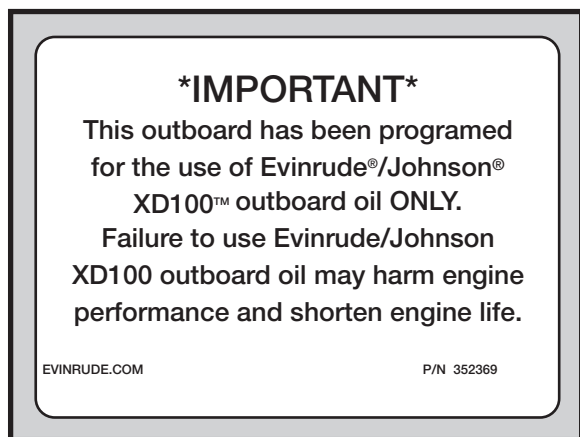 *IMPORTANT*
This outboard has been programed
for the use of Evinrude®/Johnson®
XD100™ outboard oil ONLY.
Failure to use Evinrude/Johnson
XD100 outboard oil may harm engine
performance and shorten engine life.
EVINRUDE.COM P/N 352369